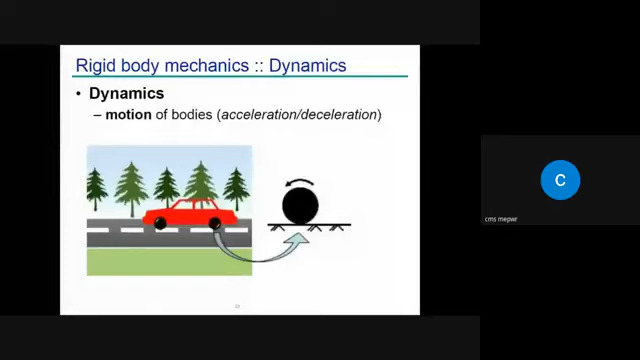 Rigid body mechanics :: Dynamics
• Dynamics
– motion of bodies (acceleration/deceleration)
C
cms mepwr